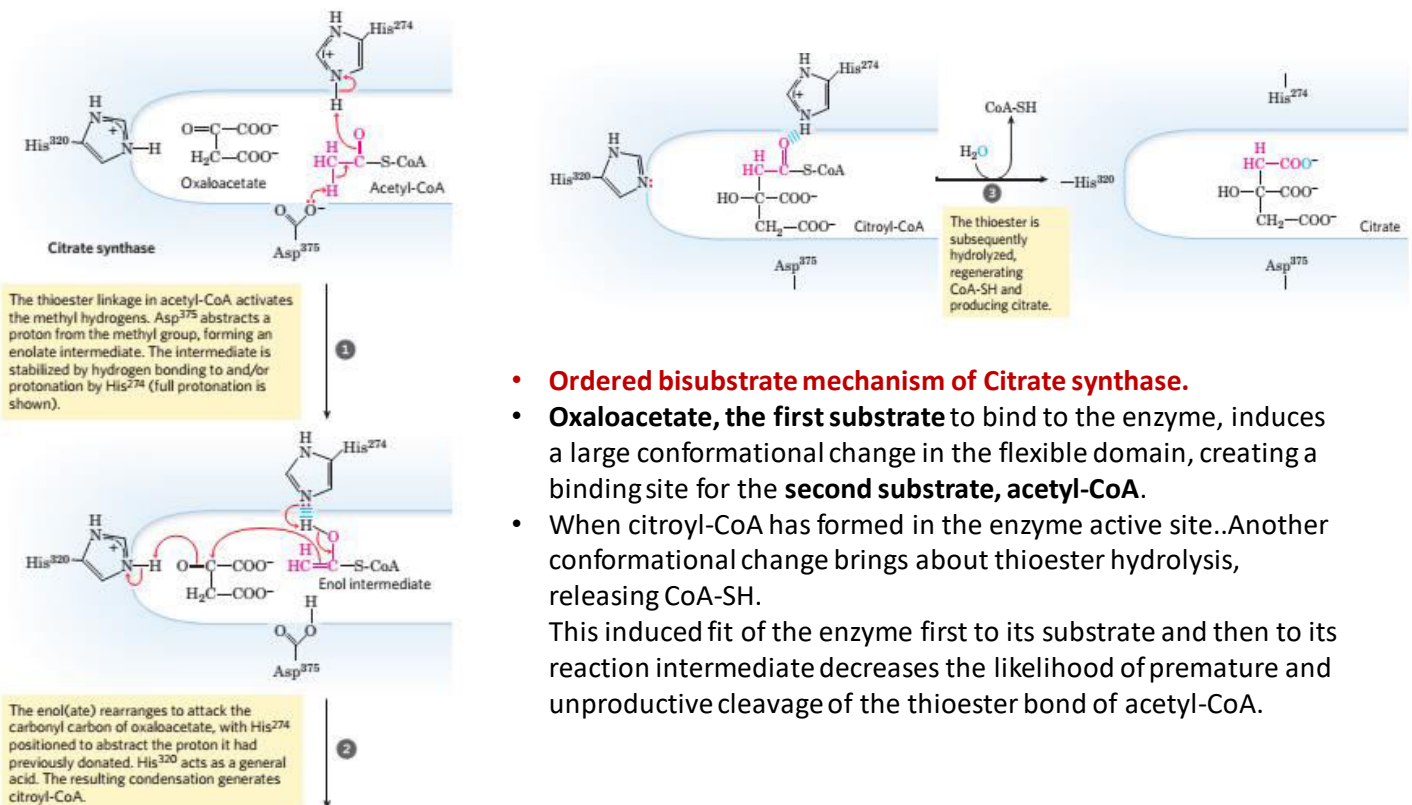 H
N
His274
+
N
H
H
N
+
N—H
His320
O=C—COO-
H2C—COO-
Oxaloacetate
O
H
HC—C—S-CoA
H
Acetyl-CoA
O O-
Asp375
Citrate synthase
The thioester linkage in acetyl-CoA activates
the methyl hydrogens. Asp375 abstracts a
proton from the methyl group, forming an
enolate intermediate. The intermediate is
stabilized by hydrogen bonding to and/or
protonation by His274 (full protonation is
shown).
1
H
N
His274
N
H
O
H
N
+
N—H
His320
O=C—COO-
H2C—COO-
H
HC=C—S-CoA
Enol intermediate
H
O O
Asp375
The enol(ate) rearranges to attack the
carbonyl carbon of oxaloacetate, with His274
positioned to abstract the proton it had
previously donated. His320 acts as a general
acid. The resulting condensation generates
citroyl-CoA.
2
H
N
His274
+
N
H
H
N
N:
His320
O
H
HC—C—S-CoA
HO—C—COO-
CH2—COO-
Citroyl-CoA
Asp375
CoA-SH
H2O
3
The thioester is
subsequently
hydrolyzed,
regenerating
CoA-SH and
producing citrate.
His274
His320
H
HC—COO-
HO—C—COO-
CH2—COO-
Citrate
Asp375
• Ordered bisubstrate mechanism of Citrate synthase.
• Oxaloacetate, the first substrate to bind to the enzyme, induces
a large conformational change in the flexible domain, creating a
binding site for the second substrate, acetyl-CoA.
• When citroyl-CoA has formed in the enzyme active site..Another
conformational change brings about thioester hydrolysis,
releasing CoA-SH.
This induced fit of the enzyme first to its substrate and then to its
reaction intermediate decreases the likelihood of premature and
unproductive cleavage of the thioester bond of acetyl-CoA.